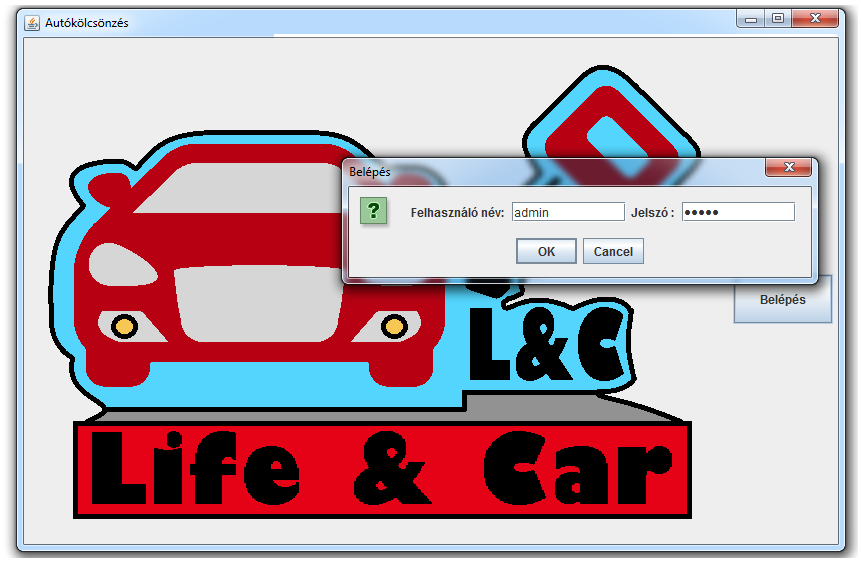 Autókölcsönzés
Belépés
Felhasználó név: admin Jelszó : •••••
OK Cancel
Belépés
L&C
Life & Car